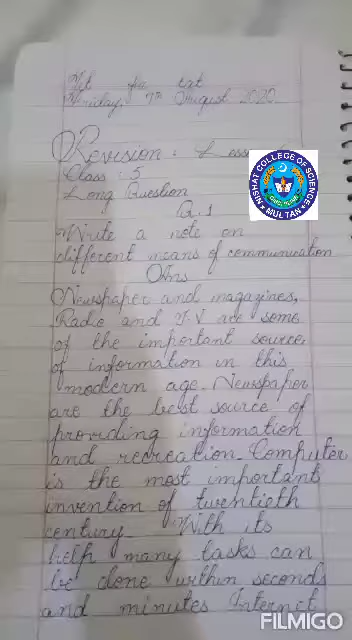 Friday, 7th August 2020
Revision : Lesson
Class : 5
Long Question
Q.1
Write a note on
different means of communication
Ans
Newspaper and magazines,
Radio and T.V are some
of the important source
of information in this
modern age. Newspaper
are the best source of
providing information
and recreation. Computer
is the most important
invention of twentieth
century. With its
help many tasks can
be done within seconds
and minutes Internet
NISHAT COLLEGE OF SCIENCE
MULTAN
FILMIGO